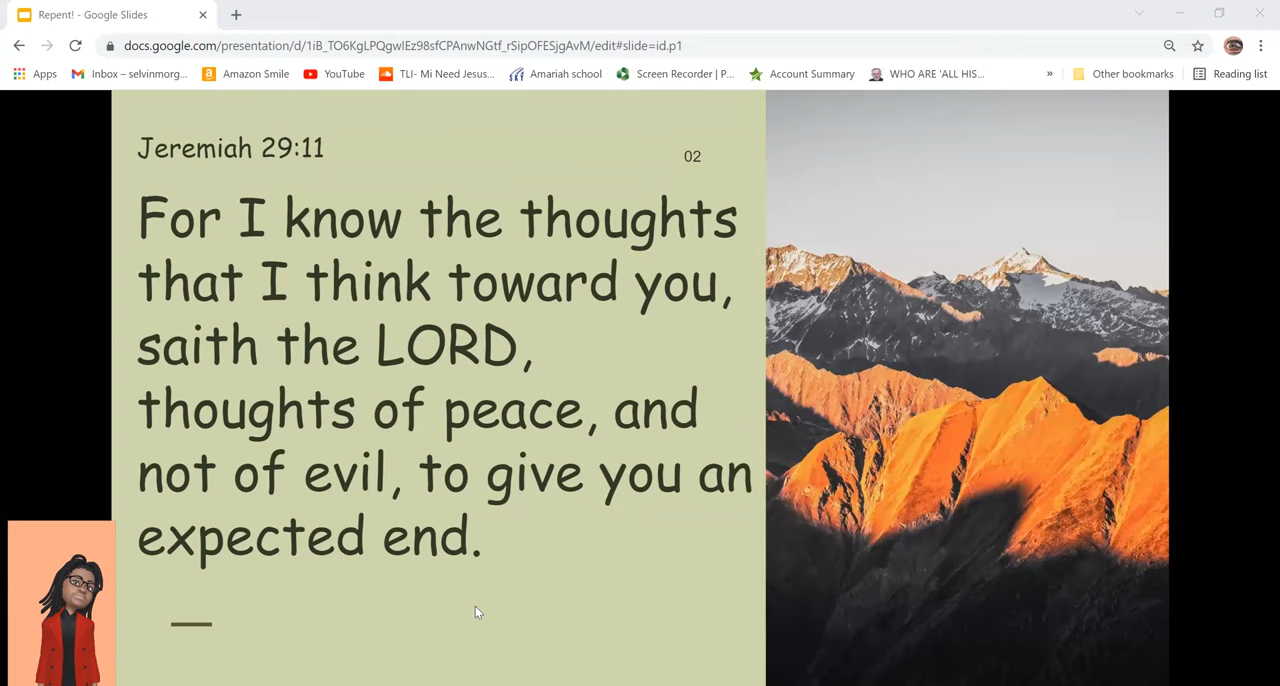 Repent! - Google Slides
docs.google.com/presentation/d/1iB_TO6KgLPQgwIEz98sfCPAnwNGtf_rSipOFESjgAvM/edit#slide=id.p1
Apps Inbox – selvinmorg... Amazon Smile YouTube TLI- Mi Need Jesus... Amariah school Screen Recorder | P... Account Summary WHO ARE 'ALL HIS... » Other bookmarks Reading list
Jeremiah 29:11
02
For I know the thoughts
that I think toward you,
saith the LORD,
thoughts of peace, and
not of evil, to give you an
expected end.